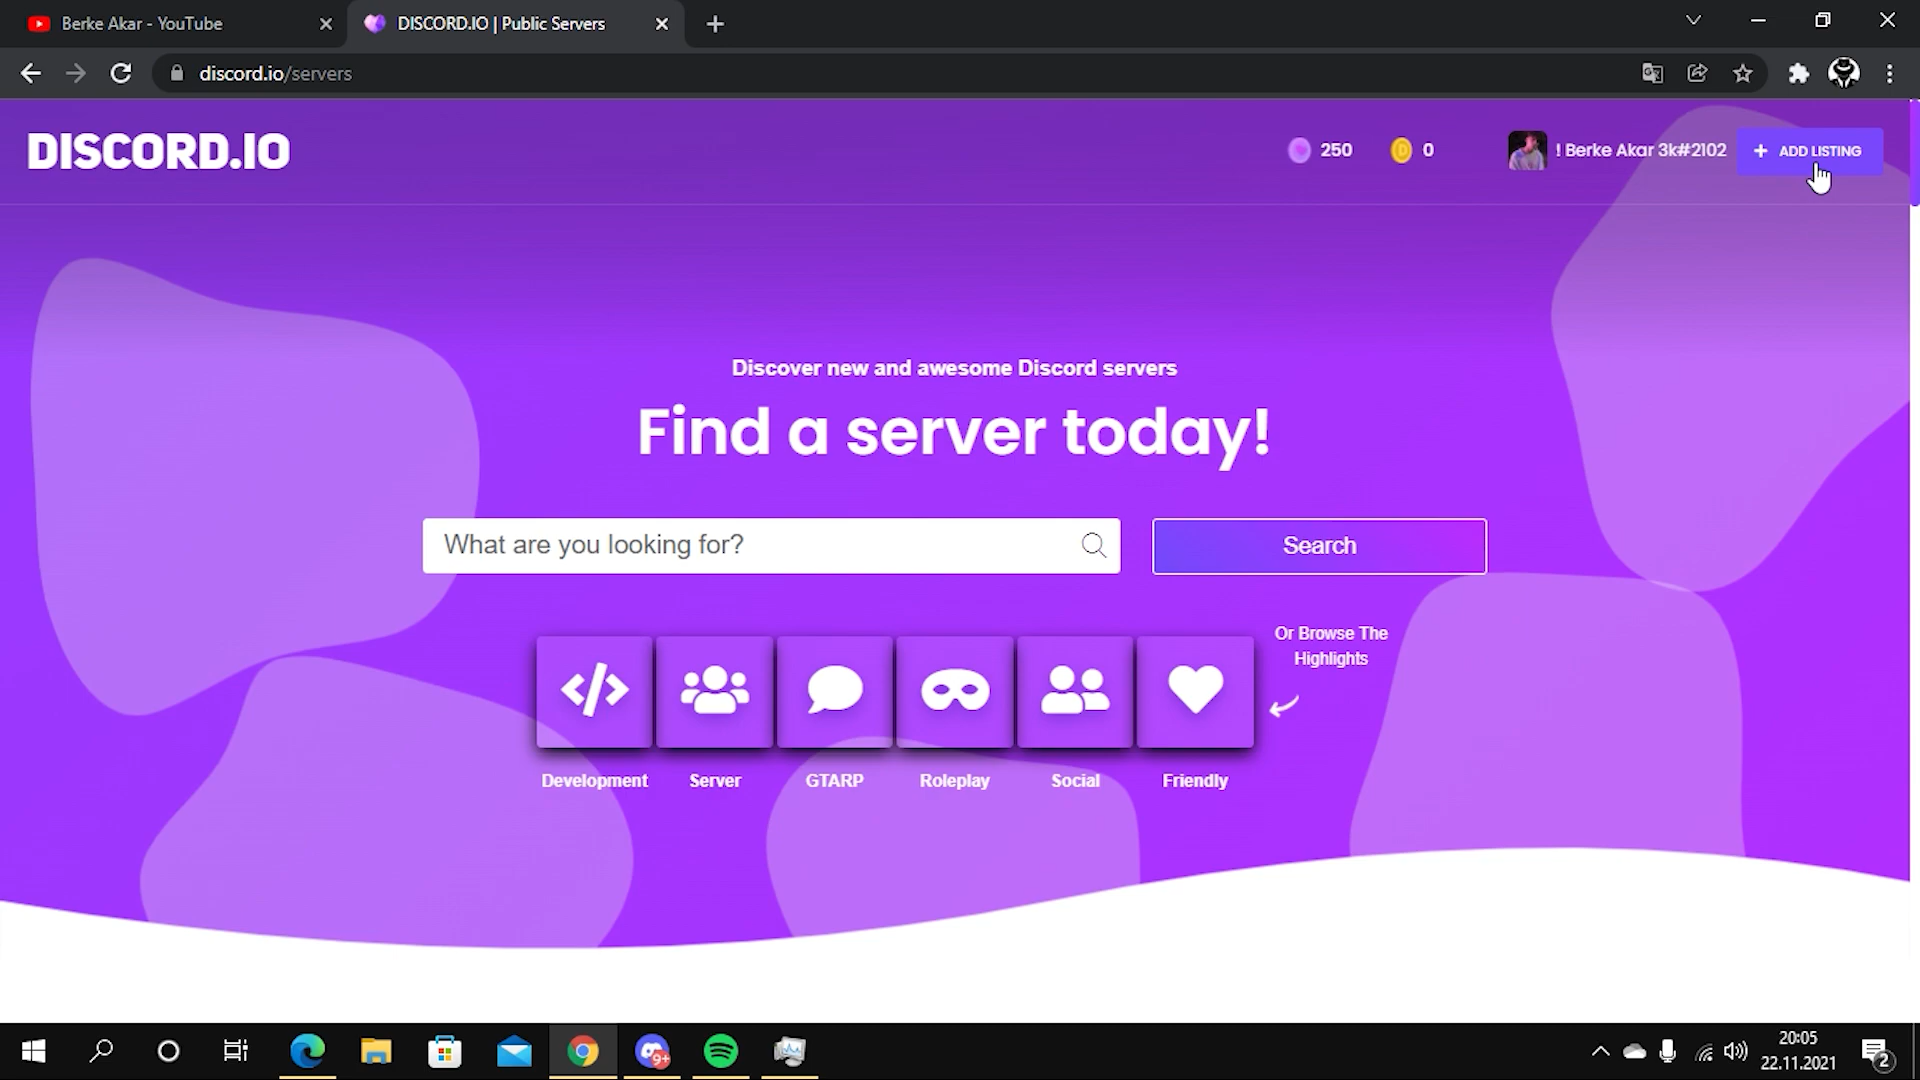 Berke Akar - YouTube
DISCORD.IO | Public Servers
discord.io/servers
DISCORD.IO
250
0
! Berke Akar 3k#2102
+ ADD LISTING
Discover new and awesome Discord servers
Find a server today!
What are you looking for?
Search
Or Browse The
Highlights
Development
Server
GTARP
Roleplay
Social
Friendly
9+
20:05
22.11.2021
2